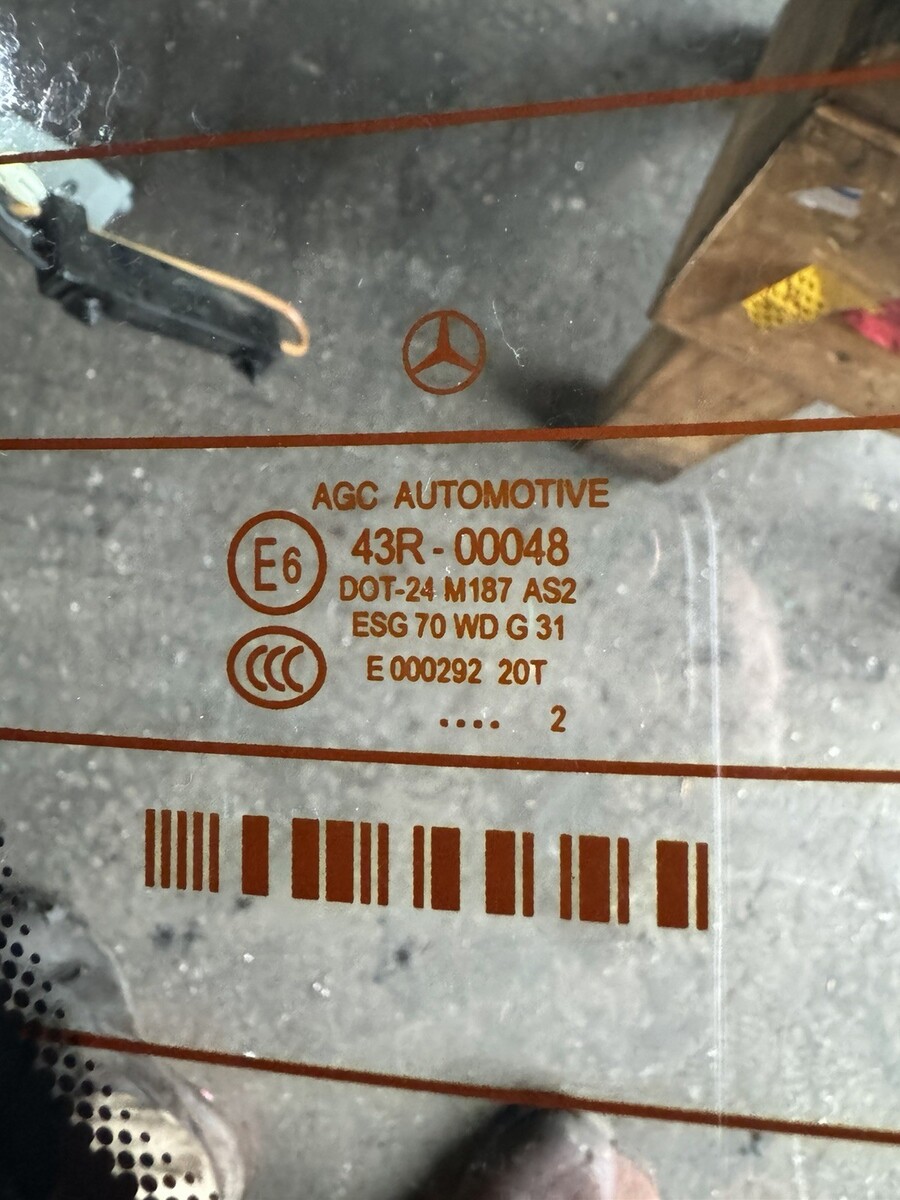 AGC AUTOMOTIVE
E6
43R-00048
DOT-24 M187 AS2
ESG 70 WD G 31
CCC
E 000292 20T
.... 2